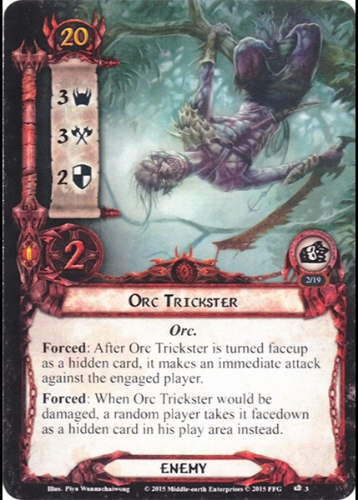 20
3
3
2
2
2/19
Orc Trickster
Orc.
Forced: After Orc Trickster is turned faceup
as a hidden card, it makes an immediate attack
against the engaged player.
Forced: When Orc Trickster would be
damaged, a random player takes it facedown
as a hidden card in his play area instead.
ENEMY
Illus. Piya Wannachaiwong © 2015 Middle-earth Enterprises © 2015 FFG 3